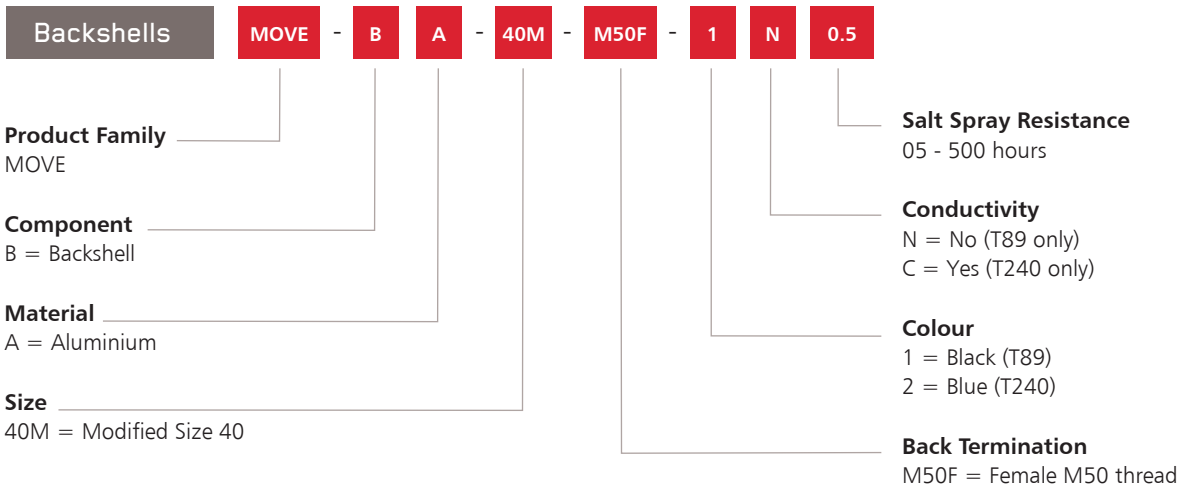 Backshells MOVE - B A - 40M - M50F - 1 N 0.5
Product Family
MOVE
Component
B = Backshell
Material
A = Aluminium
Size
40M = Modified Size 40
Salt Spray Resistance
05 - 500 hours
Conductivity
N = No (T89 only)
C = Yes (T240 only)
Colour
1 = Black (T89)
2 = Blue (T240)
Back Termination
M50F = Female M50 thread